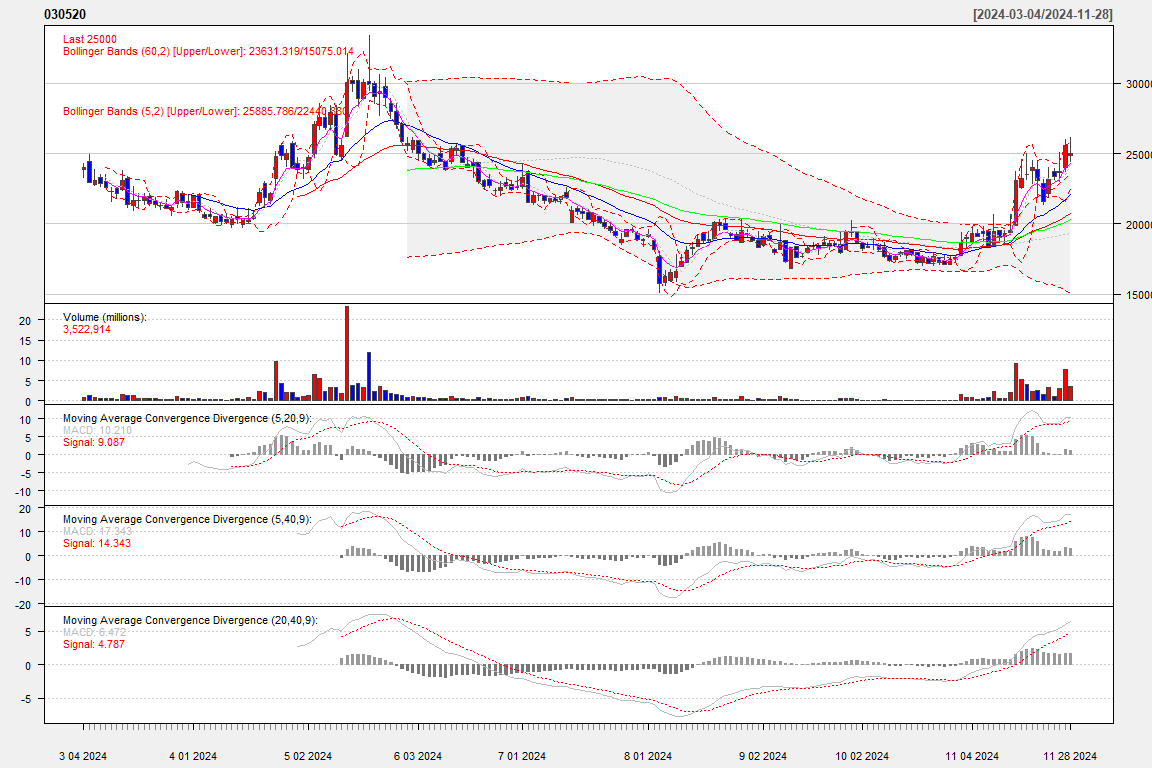 030520 [2024-03-04/2024-11-28]
Last 25000
Bollinger Bands (60,2) [Upper/Lower]: 23631.319/15075.014
Bollinger Bands (5,2) [Upper/Lower]: 25885.786/22440.
30000
25000
20000
15000
Volume (millions):
3,522,914
20
15
10
5
0
Moving Average Convergence Divergence (5,20,9):
MACD: 10.210
Signal: 9.087
10
5
0
-5
-10
Moving Average Convergence Divergence (5,40,9):
MACD: 17.343
Signal: 14.343
20
10
0
-10
-20
Moving Average Convergence Divergence (20,40,9):
MACD: 6.472
Signal: 4.787
5
0
-5
3 04 2024 4 01 2024 5 02 2024 6 03 2024 7 01 2024 8 01 2024 9 02 2024 10 02 2024 11 04 2024 11 28 2024